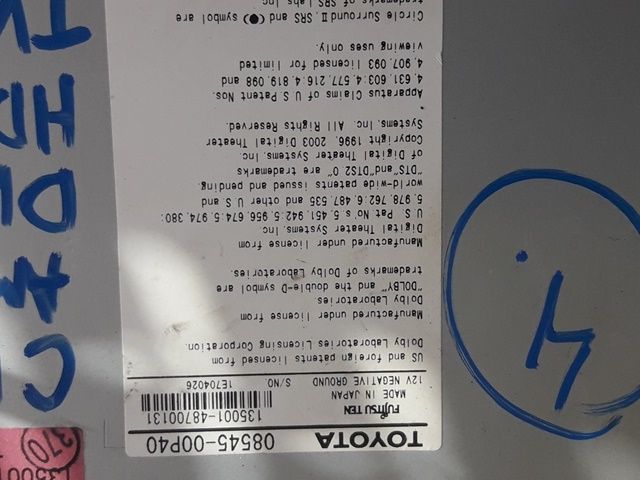 TOYOTA 08545-00P40
FUJITSU TEN 135001-48700131
MADE IN JAPAN
12V NEGATIVE GROUND S/NO. 1E704026
US and foreign patents licensed from
Dolby Laboratories Licensing Corporation.
Manufactured under license from
Dolby Laboratories.
"DOLBY" and the double-D symbol are
trademarks of Dolby Laboratories.
Manufactured under license from
Digital Theater Systems, Inc.
U.S. Pat. No's. 5,451,942:5,956,674:5,974,380:
5,978,762:6,487,535 and other U S and
world-wide patents issued and pending.
"DTS" and "DTS 2.0" are trademarks
of Digital Theater Systems, Inc.
Copyright 1996, 2003 Digital Theater
Systems, Inc. All Rights Reserved.
Apparatus Claims of U S Patent Nos.
4,631,603:4,577,216:4,819,098 and
4,907,093 licensed for limited
viewing uses only.
Circle Surround II, SRS and (●) symbol are
trademarks of SRS Labs, Inc.
4.